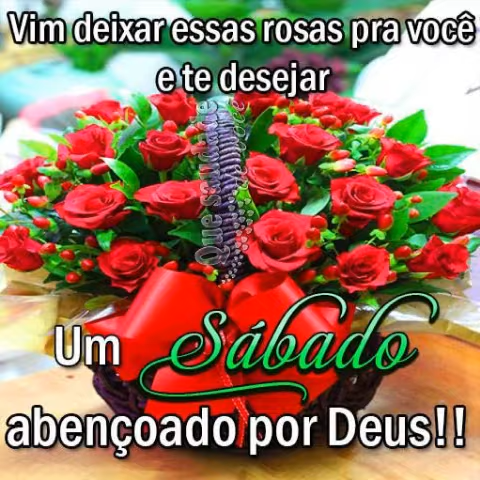 Vim deixar essas rosas pra você
e te desejar
Um Sábado
abençoado por Deus!!